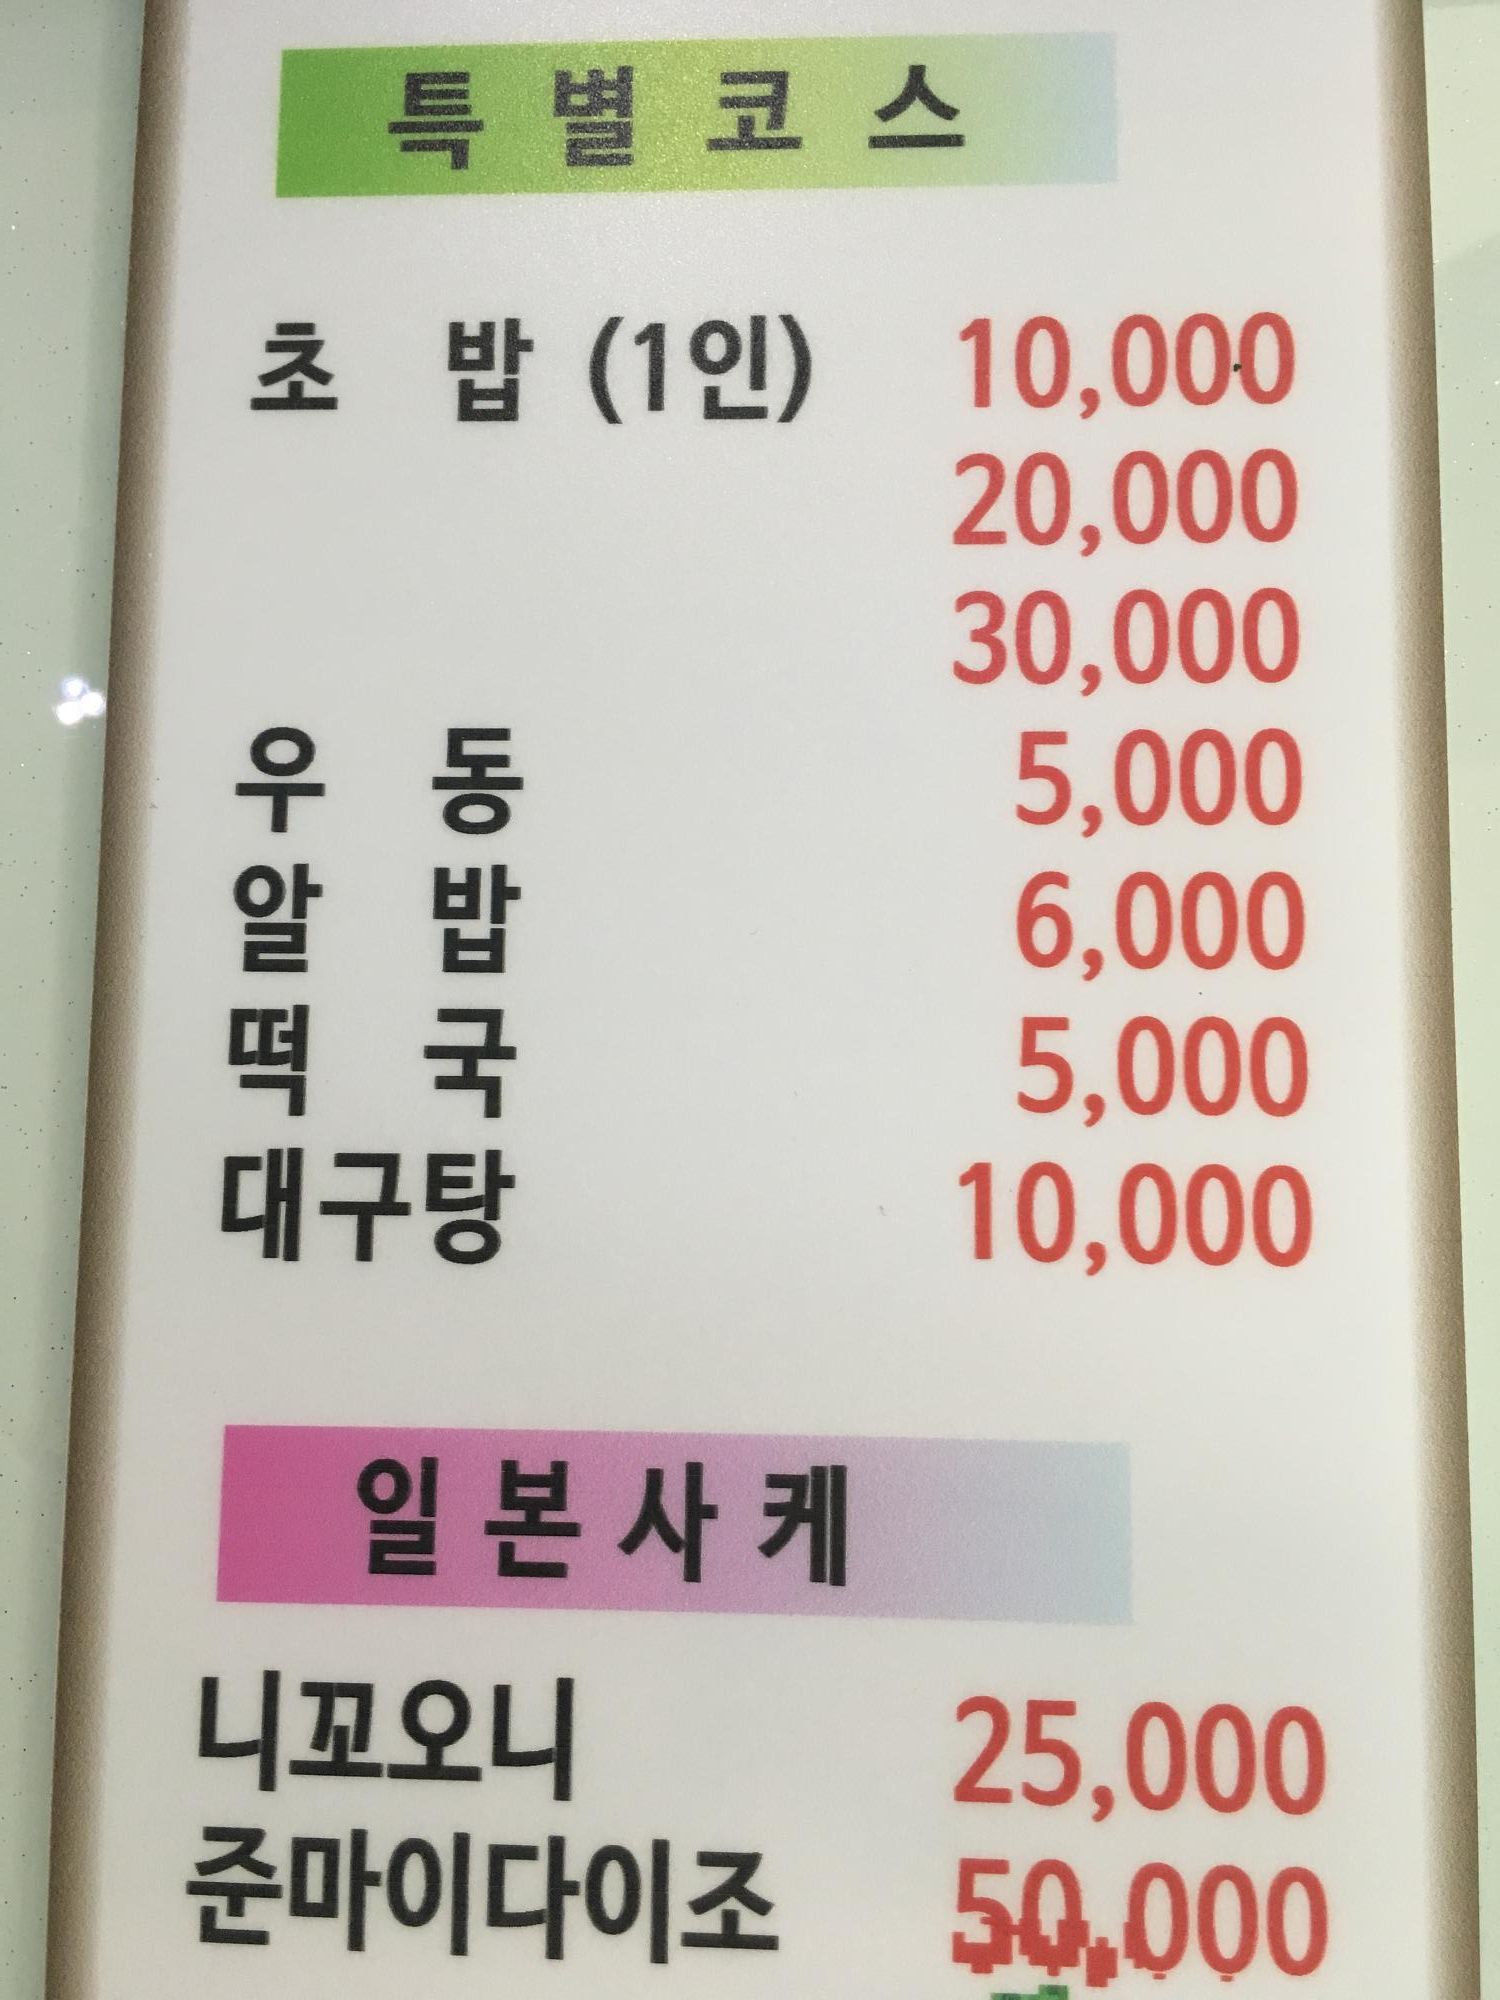 특별코스
초 밥 (1인) 10,000
20,000
30,000
우 동 5,000
알 밥 6,000
떡 국 5,000
대구탕 10,000
일본사케
니꼬오니 25,000
준마이다이조 50,000